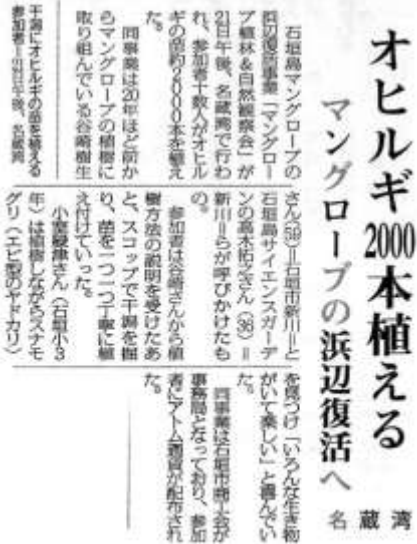 オヒルギ2000本植える
マングローブの浜辺復活へ
名蔵湾
石垣島マングローブの
浜辺復活事業「マングロー
ブ植林&自然観察会」が
21日午後、名蔵湾で行わ
れ、参加者十数人がオヒル
ギの苗約2000本を植え
た。
同事業は20年ほど前か
らマングローブの植樹に
取り組んでいる谷崎樹生
干潟にオヒルギの苗を植える
参加者=21日午後、名蔵湾
さん(59)=石垣市新川=と
石垣島サイエンスガーデ
ンの高木拓之さん(36)=
新川=らが呼びかけたも
の。
参加者は谷崎さんから植
樹方法の説明を受けたあ
と、スコップで干潟を掘
り、苗を一つ一つ丁寧に植
え付けていった。
さん(石垣小3
年)は植樹しながらスナモ
グリ(エビ型のヤドカリ)
を見つけ「いろんな生き物
がいて楽しい」と喜んでい
た。
同事業は石垣市商工会が
事務局となっており、参加
者にアトム通貨が配布され
た。